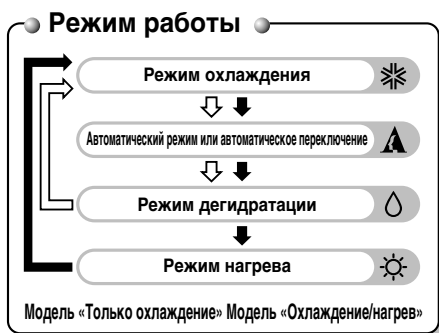 Режим работы
Режим охлаждения
Автоматический режим или автоматическое переключение
Режим дегидратации
Режим нагрева
Модель «Только охлаждение» Модель «Охлаждение/нагрев»